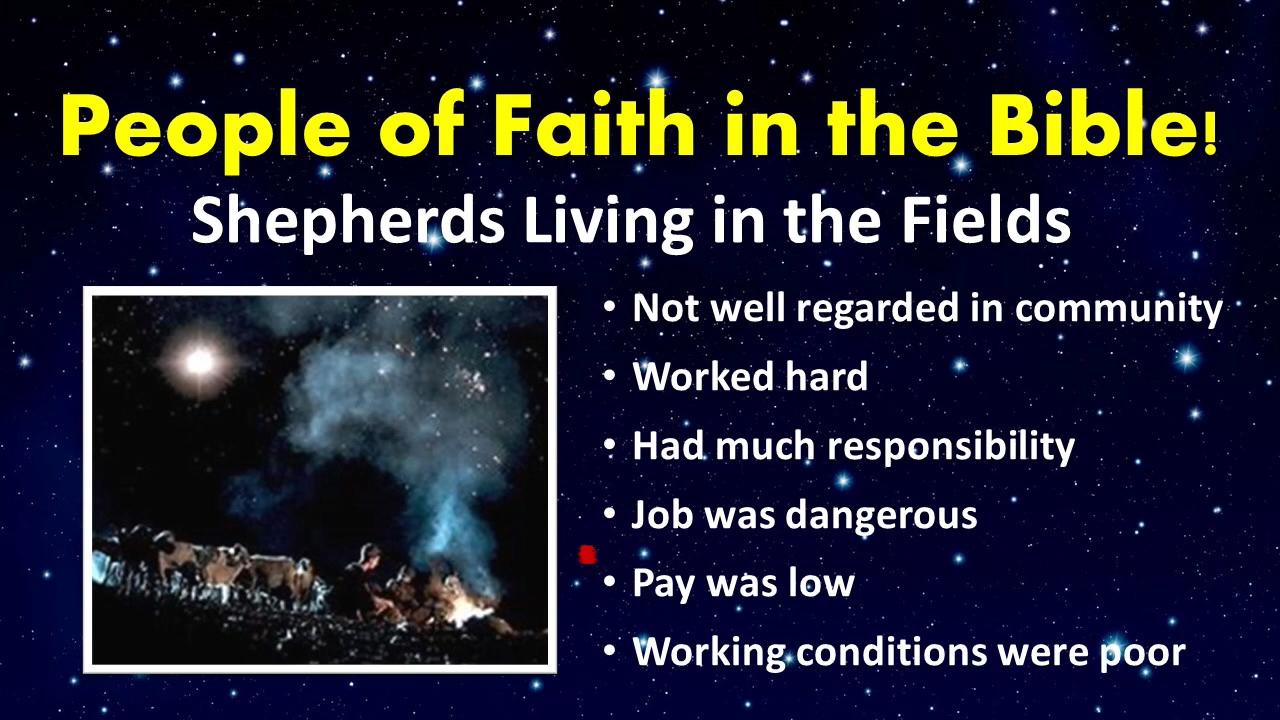 People of Faith in the Bible!
Shepherds Living in the Fields
• Not well regarded in community
• Worked hard
• Had much responsibility
• Job was dangerous
• Pay was low
• Working conditions were poor